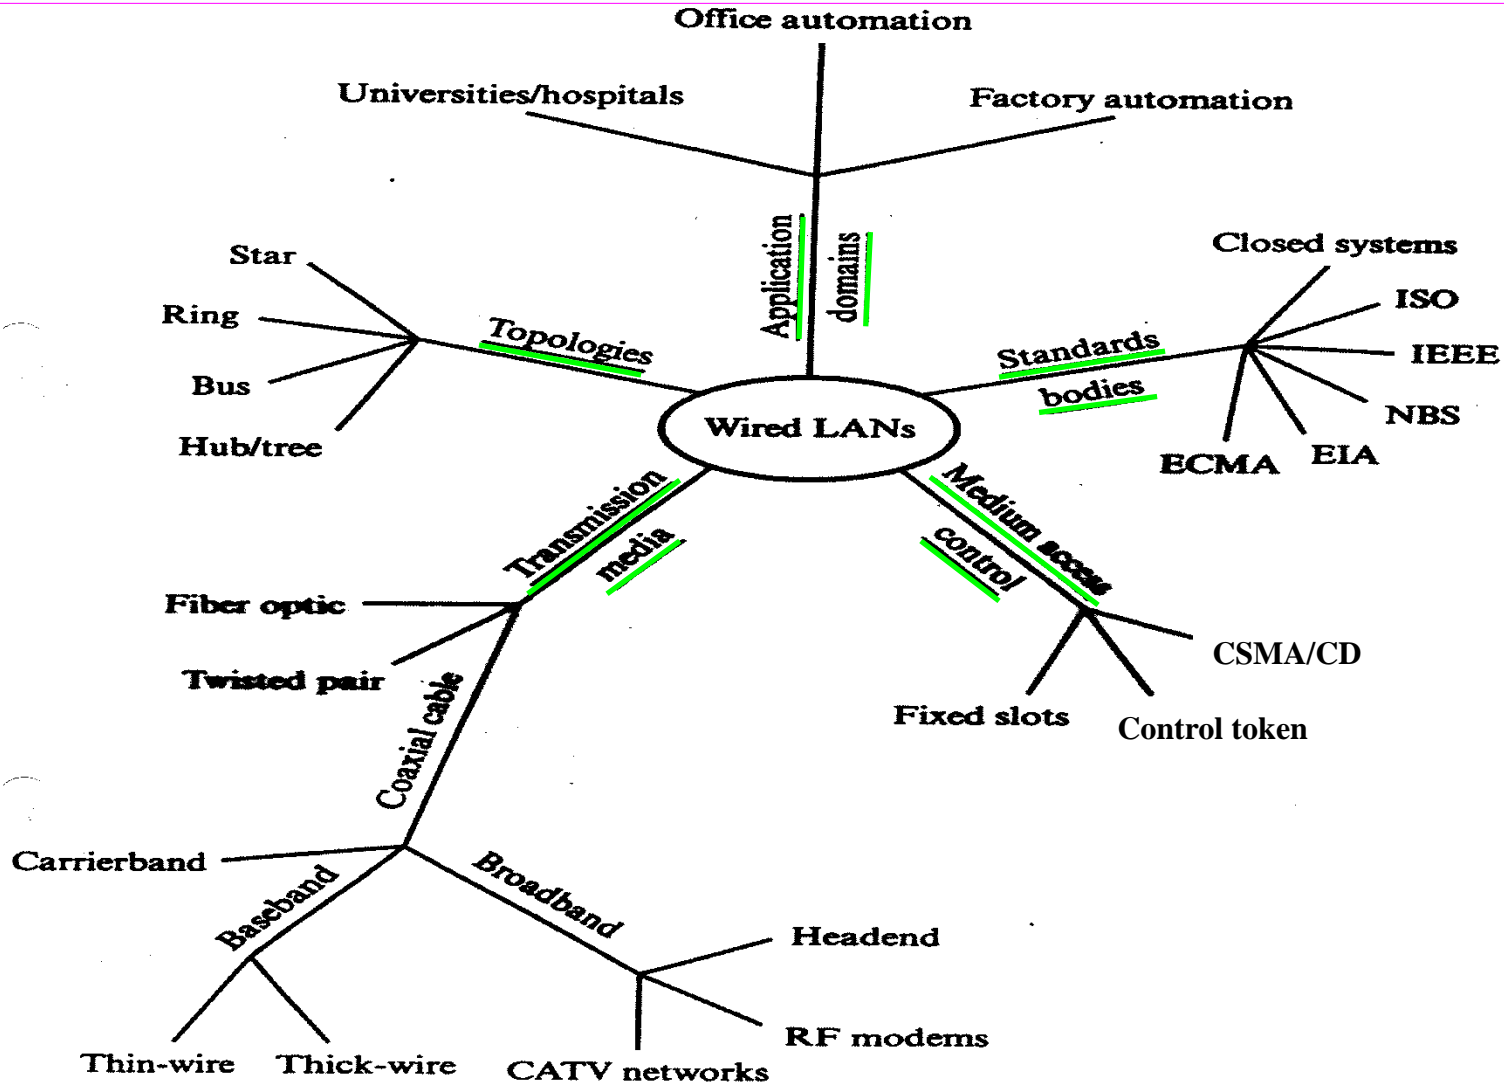 Office automation
Universities/hospitals
Factory automation
Application
domains
Star
Ring
Bus
Hub/tree
Topologies
Closed systems
ISO
IEEE
NBS
EIA
ECMA
Standards
bodies
Wired LANs
Transmission
media
Medium access
control
Fiber optic
Twisted pair
Coaxial cable
CSMA/CD
Control token
Fixed slots
Carrierband
Baseband
Broadband
Headend
RF modems
CATV networks
Thin-wire
Thick-wire